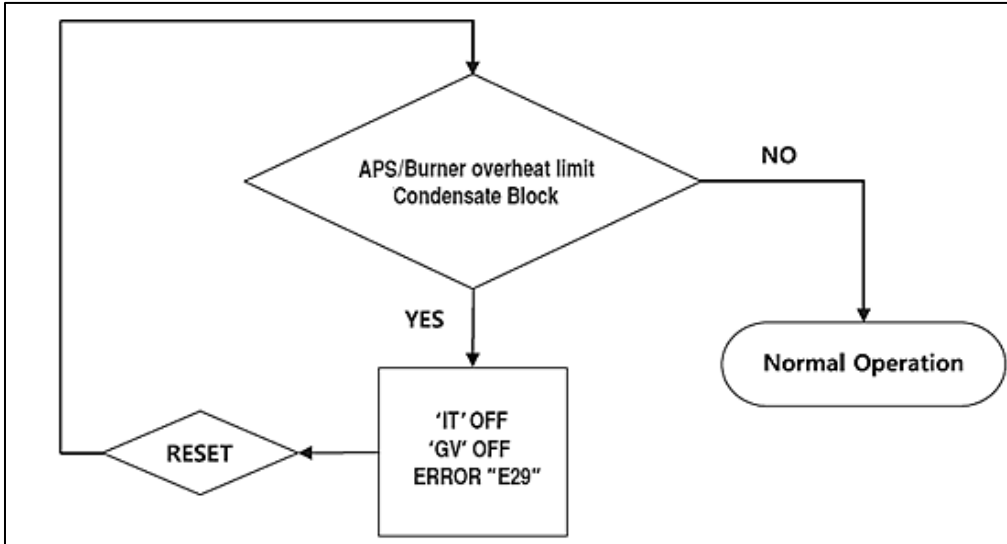 APS/Burner overheat limit
Condensate Block
NO
YES
Normal Operation
'IT' OFF
'GV' OFF
ERROR "E29"
RESET